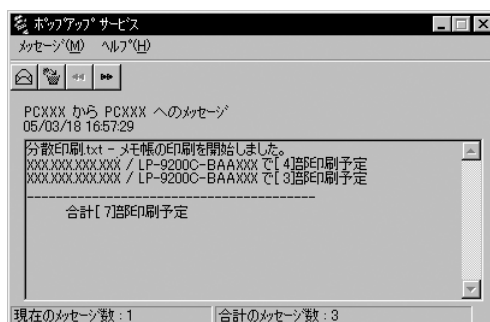 ﾎﾟｯﾌﾟｱｯﾌﾟ ｻｰﾋﾞｽ
ﾒｯｾｰｼﾞ(M) ﾍﾙﾌﾟ(H)
PCXXX から PCXXX へのﾒｯｾｰｼﾞ
05/03/18 16:57:29
分散印刷.txt - メモ帳の印刷を開始しました。
XXX.XXX.XXX.XXX / LP-9200C-BAAXXX で[ 4]部印刷予定
XXX.XXX.XXX.XXX / LP-9200C-BAAXXX で[ 3]部印刷予定
----------------------------------------
合計[ 7]部印刷予定
現在のﾒｯｾｰｼﾞ数 : 1 合計のﾒｯｾｰｼﾞ数 : 3